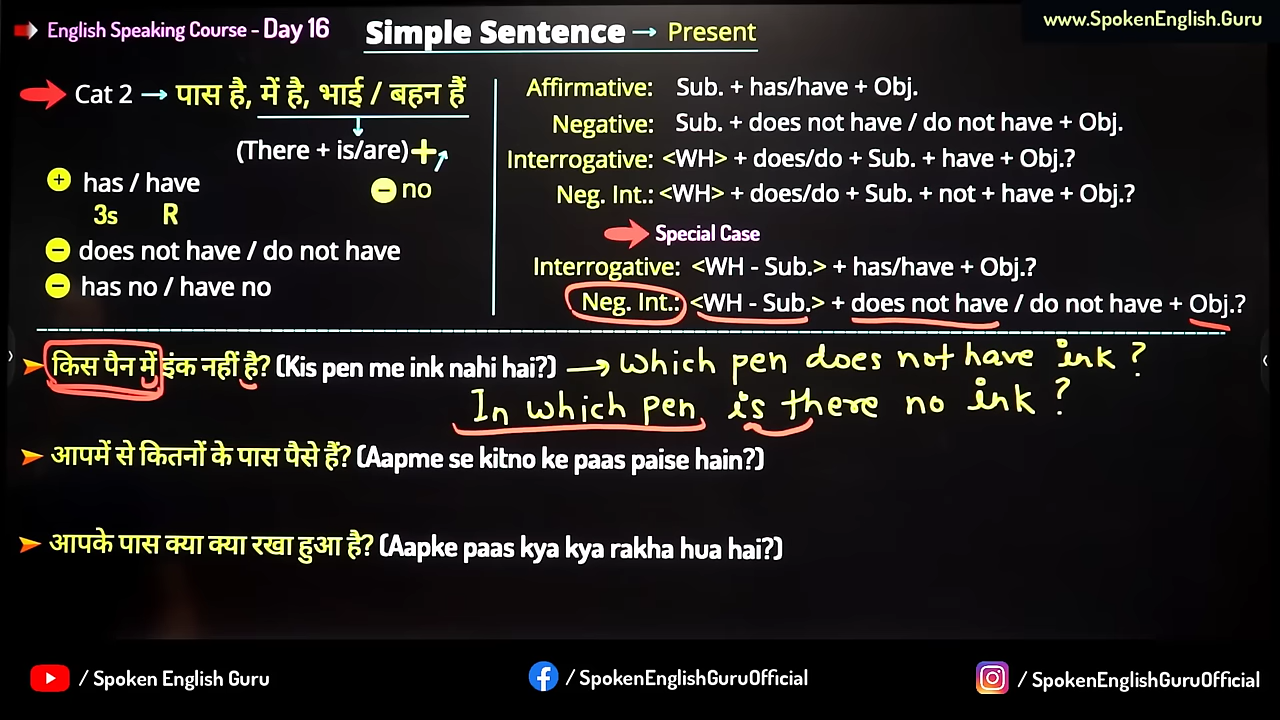 English Speaking Course - Day 16
Simple Sentence → Present
www.SpokenEnglish.Guru
Cat 2 → पास है, में है, भाई / बहन हैं
(There + is/are) +
- no
+ has / have
3s R
- does not have / do not have
- has no / have no
Affirmative: Sub. + has/have + Obj.
Negative: Sub. + does not have / do not have + Obj.
Interrogative: <WH> + does/do + Sub. + have + Obj.?
Neg. Int.: <WH> + does/do + Sub. + not + have + Obj.?
Special Case
Interrogative: <WH - Sub.> + has/have + Obj.?
Neg. Int.: <WH - Sub.> + does not have / do not have + Obj.?
किस पैन में इंक नहीं है? (Kis pen me ink nahi hai?) → Which pen does not have ink ?
In which pen is there no ink ?
आपमें से कितनों के पास पैसे हैं? (Aapme se kitno ke paas paise hain?)
आपके पास क्या क्या रखा हुआ है? (Aapke paas kya kya rakha hua hai?)
/ Spoken English Guru
/ SpokenEnglishGuruOfficial
/ SpokenEnglishGuruOfficial